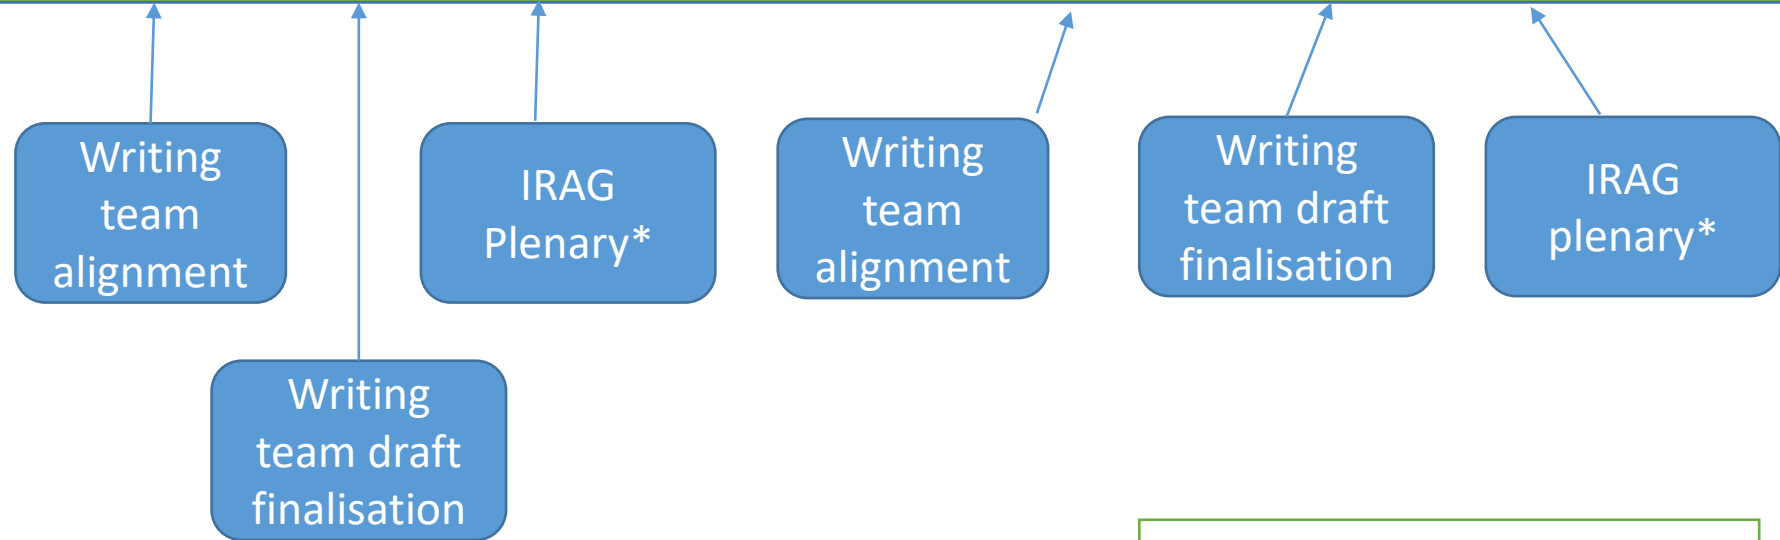 Writing
team
alignment
IRAG
Plenary*
Writing
team
alignment
Writing
team draft
finalisation
IRAG
plenary*
Writing
team draft
finalisation